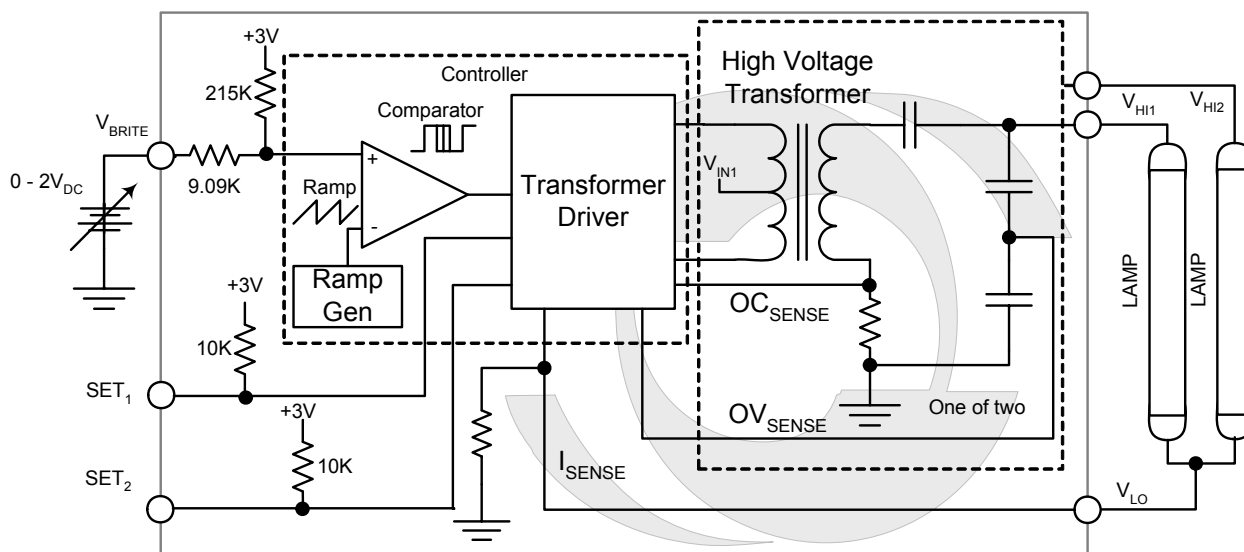 +3V
215K
V_BRITE
9.09K
0 - 2V_DC
Controller
Comparator
+
-
Ramp
Ramp
Gen
Transformer
Driver
High Voltage
Transformer
V_IN1
V_HI1
V_HI2
LAMP
LAMP
+3V
10K
SET_1
+3V
10K
SET_2
OC_SENSE
OV_SENSE
I_SENSE
One of two
V_LO